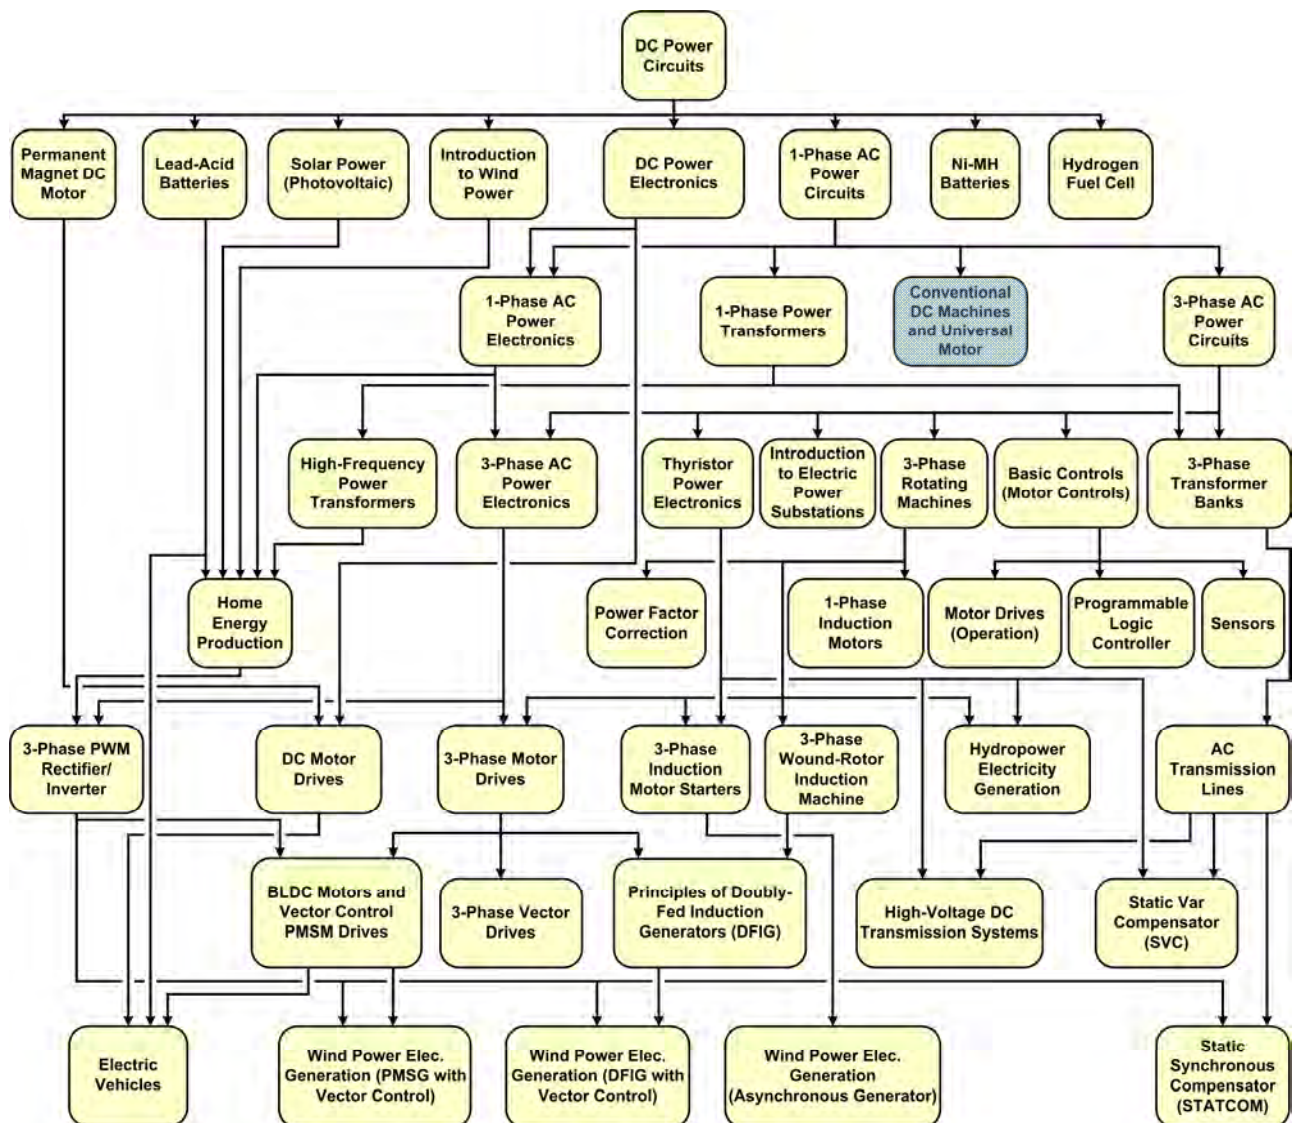 DC Power
Circuits
Permanent
Magnet DC
Motor
Lead-Acid
Batteries
Solar Power
(Photovoltaic)
Introduction
to Wind
Power
DC Power
Electronics
1-Phase AC
Power
Circuits
Ni-MH
Batteries
Hydrogen
Fuel Cell
1-Phase AC
Power
Electronics
1-Phase Power
Transformers
Conventional
DC Machines
and Universal
Motor
3-Phase AC
Power
Circuits
High-Frequency
Power
Transformers
3-Phase AC
Power
Electronics
Thyristor
Power
Electronics
Introduction
to Electric
Power
Substations
3-Phase
Rotating
Machines
Basic Controls
(Motor Controls)
3-Phase
Transformer
Banks
Home
Energy
Production
Power Factor
Correction
1-Phase
Induction
Motors
Motor Drives
(Operation)
Programmable
Logic
Controller
Sensors
3-Phase PWM
Rectifier/
Inverter
DC Motor
Drives
3-Phase Motor
Drives
3-Phase
Induction
Motor Starters
3-Phase
Wound-Rotor
Induction
Machine
Hydropower
Electricity
Generation
AC
Transmission
Lines
BLDC Motors and
Vector Control
PMSM Drives
3-Phase Vector
Drives
Principles of Doubly-
Fed Induction
Generators (DFIG)
High-Voltage DC
Transmission Systems
Static Var
Compensator
(SVC)
Electric
Vehicles
Wind Power Elec.
Generation (PMSG with
Vector Control)
Wind Power Elec.
Generation (DFIG with
Vector Control)
Wind Power Elec.
Generation
(Asynchronous Generator)
Static
Synchronous
Compensator
(STATCOM)